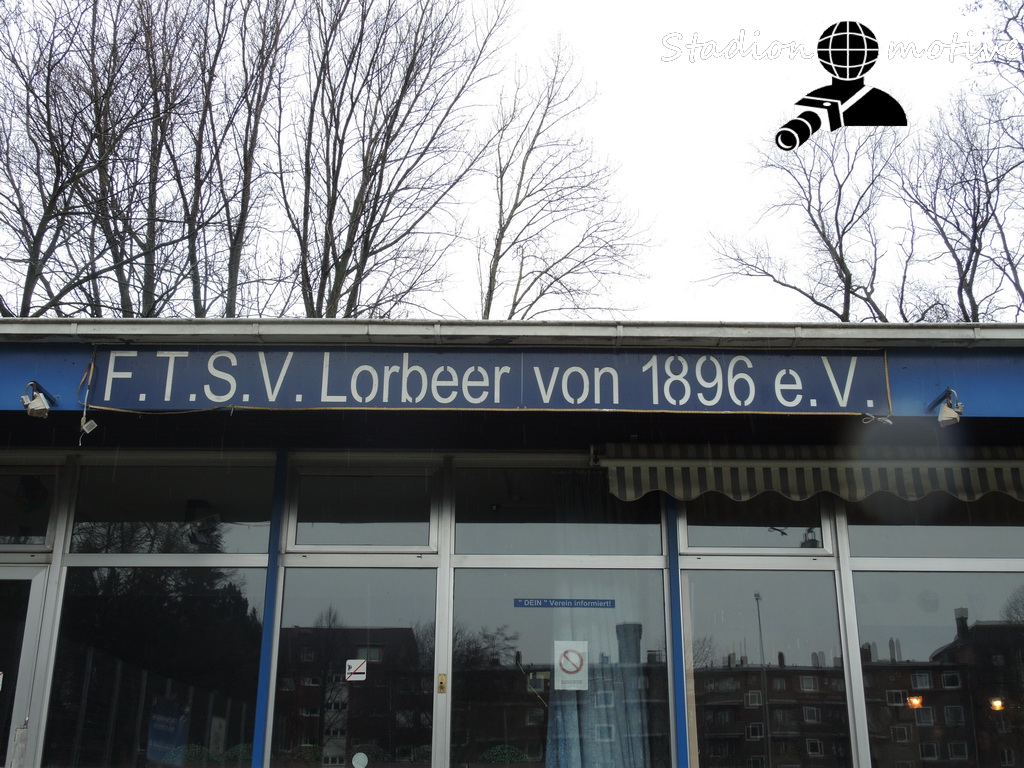 Stadion motive
F.T.S.V. Lorbeer von 1896 e.V.
" DEIN " Verein informiert!